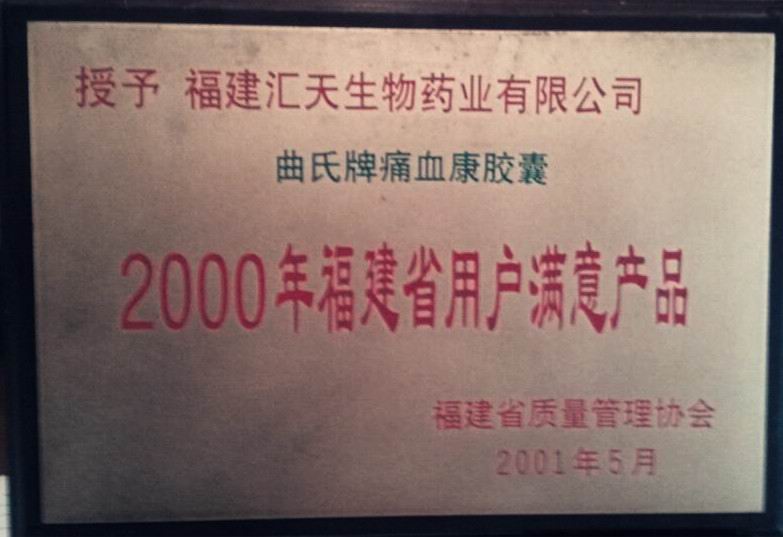 授予 福建汇天生物药业有限公司
曲氏牌痛血康胶囊
2000年福建省用户满意产品
福建省质量管理协会
2001年5月